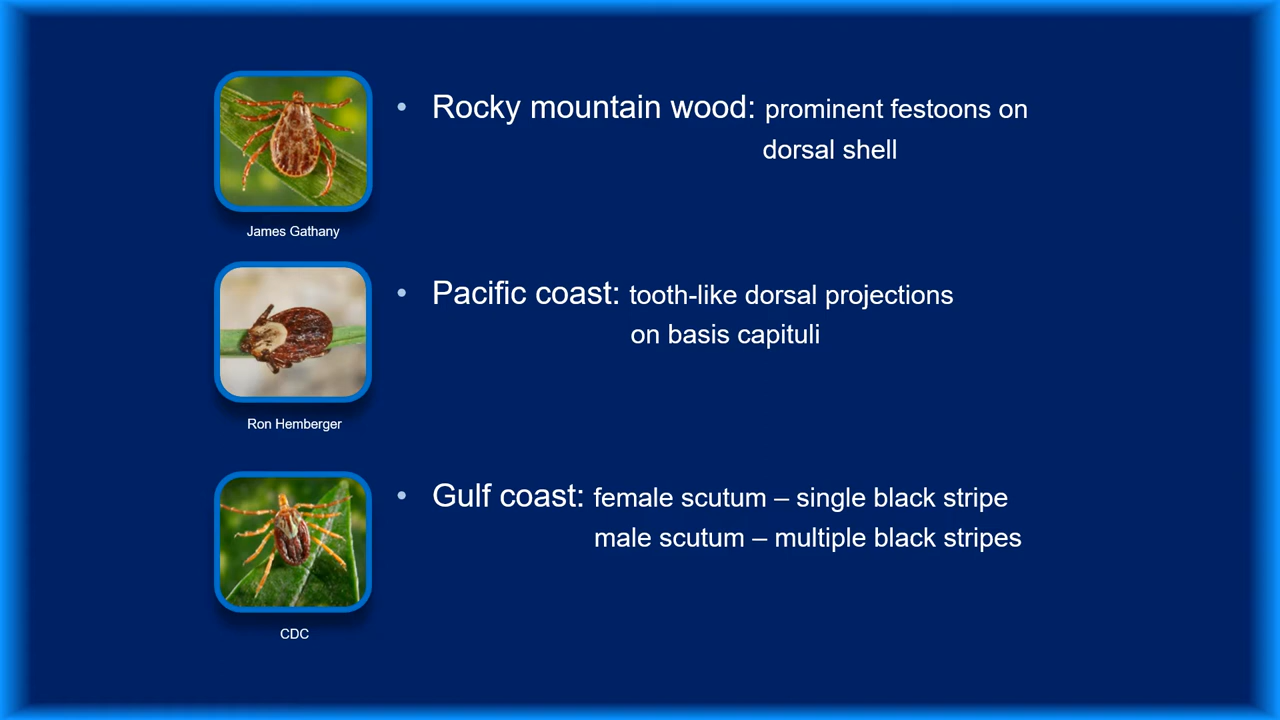 • Rocky mountain wood: prominent festoons on
dorsal shell
James Gathany
• Pacific coast: tooth-like dorsal projections
on basis capituli
Ron Hemberger
• Gulf coast: female scutum – single black stripe
male scutum – multiple black stripes
CDC